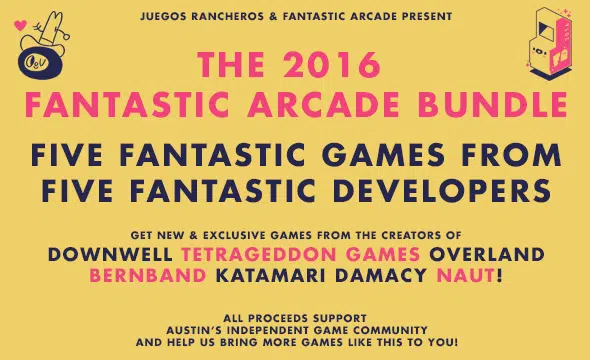 JUEGOS RANCHEROS & FANTASTIC ARCADE PRESENT
THE 2016
FANTASTIC ARCADE BUNDLE
FIVE FANTASTIC GAMES FROM
FIVE FANTASTIC DEVELOPERS
GET NEW & EXCLUSIVE GAMES FROM THE CREATORS OF
DOWNWELL TETRAGEDDON GAMES OVERLAND
BERNBAND KATAMARI DAMACY NAUT!
ALL PROCEEDS SUPPORT
AUSTIN'S INDEPENDENT GAME COMMUNITY
AND HELP US BRING MORE GAMES LIKE THIS TO YOU!